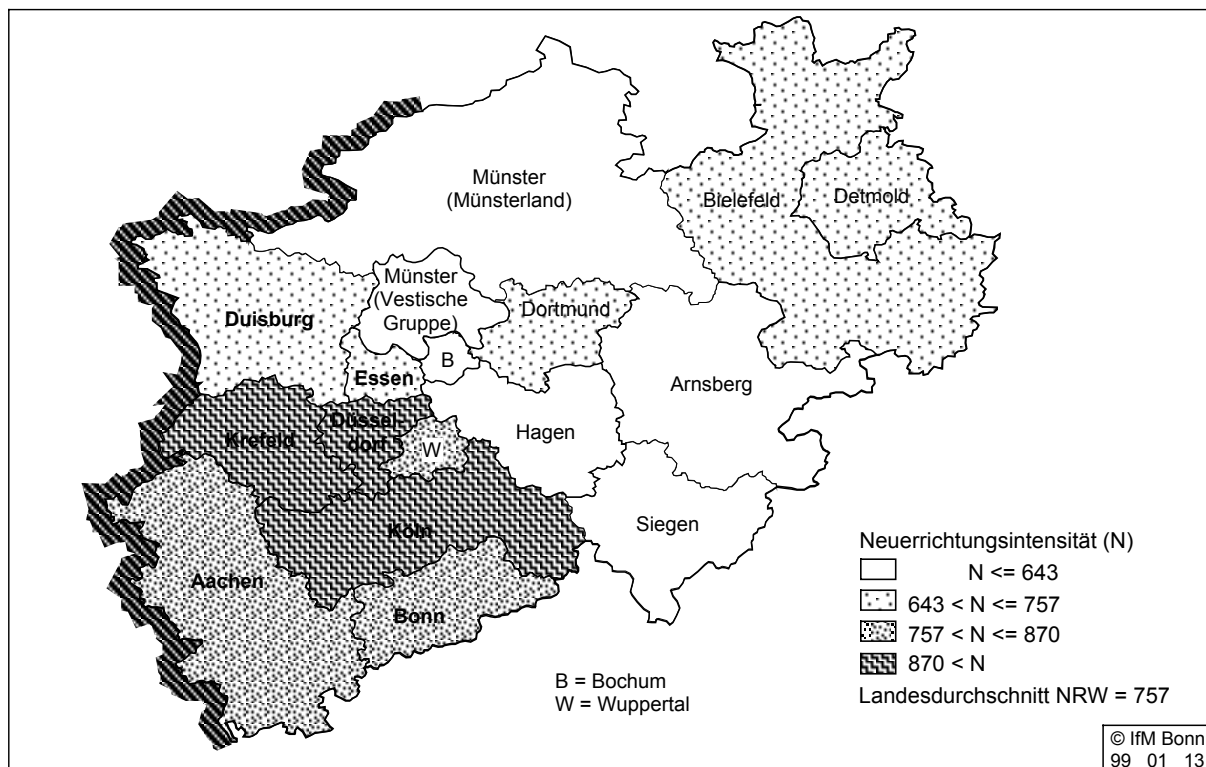 Münster
(Münsterland)
Bielefeld
Detmold
Münster
(Vestische
Gruppe)
Dortmund
Duisburg
B
Essen
Arnsberg
Düssel-
dorf
Krefeld
Hagen
W
Köln
Siegen
Aachen
Bonn
Neuerrichtungsintensität (N)
N <= 643
643 < N <= 757
757 < N <= 870
870 < N
Landesdurchschnitt NRW = 757
B = Bochum
W = Wuppertal
© IfM Bonn
99 01 13